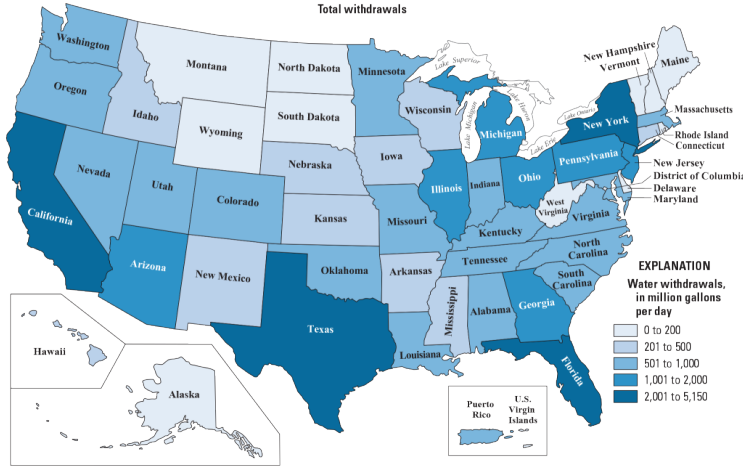 Total withdrawals
Washington
Oregon
California
Nevada
Idaho
Montana
Wyoming
Utah
Colorado
Arizona
New Mexico
North Dakota
South Dakota
Nebraska
Kansas
Oklahoma
Texas
Minnesota
Iowa
Missouri
Arkansas
Louisiana
Wisconsin
Illinois
Michigan
Indiana
Ohio
Kentucky
Tennessee
Mississippi
Alabama
Georgia
Florida
South
Carolina
North
Carolina
Virginia
West
Virginia
Pennsylvania
New York
New Hampshire
Vermont
Maine
Massachusetts
Rhode Island
Connecticut
New Jersey
District of Columbia
Delaware
Maryland
Lake Superior
Lake Michigan
Lake Huron
Lake Erie
Lake Ontario
Hawaii
Alaska
Puerto
Rico
U.S.
Virgin
Islands
EXPLANATION
Water withdrawals,
in million gallons
per day
0 to 200
201 to 500
501 to 1,000
1,001 to 2,000
2,001 to 5,150